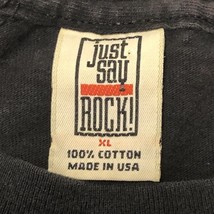 Just
say
ROCK!
XL
100% COTTON
MADE IN USA